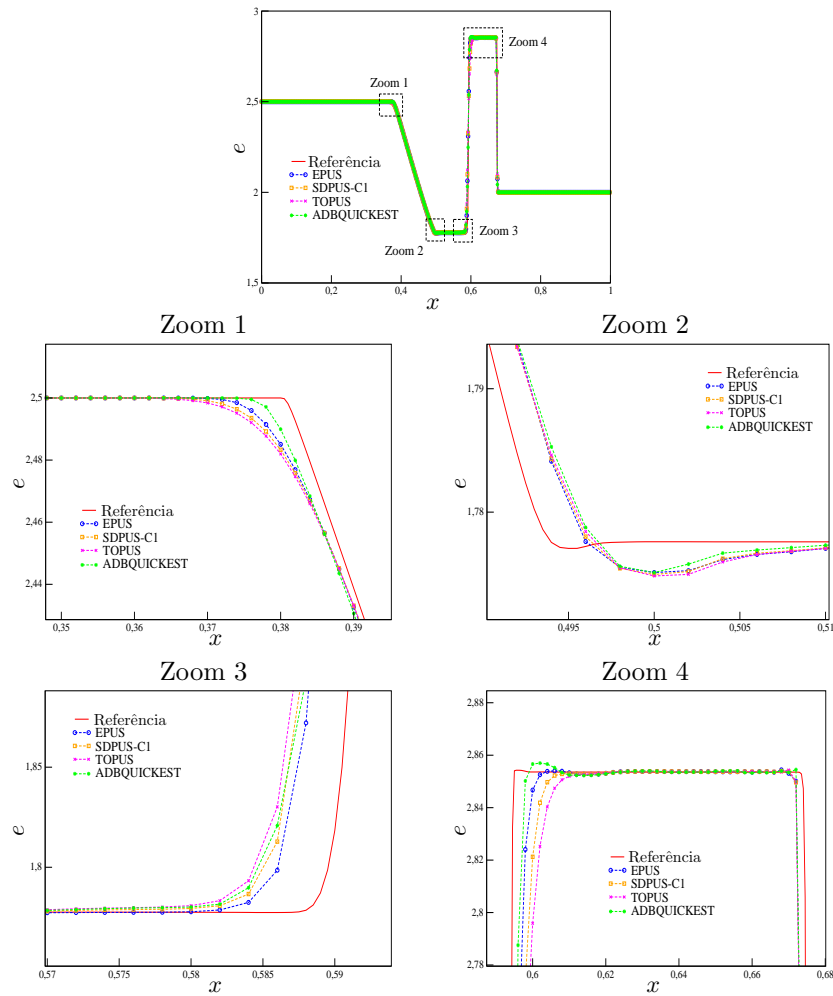 3
2,5
2
1,5
e
Zoom 1
Zoom 4
Referência
EPUS
SDPUS-C1
TOPUS
ADBQUICKEST
Zoom 2
Zoom 3
0
0,2
0,4
0,6
0,8
1
x
Zoom 1
2,5
2,48
2,46
2,44
e
Referência
EPUS
SDPUS-C1
TOPUS
ADBQUICKEST
0,35
0,36
0,37
0,38
0,39
x
Zoom 2
1,79
1,78
e
Referência
EPUS
SDPUS-C1
TOPUS
ADBQUICKEST
0,495
0,5
0,505
0,51
x
Zoom 3
1,85
1,8
e
Referência
EPUS
SDPUS-C1
TOPUS
ADBQUICKEST
0,57
0,575
0,58
0,585
0,59
x
Zoom 4
2,88
2,86
2,84
2,82
2,8
2,78
e
Referência
EPUS
SDPUS-C1
TOPUS
ADBQUICKEST
0,6
0,62
0,64
0,66
0,68
x